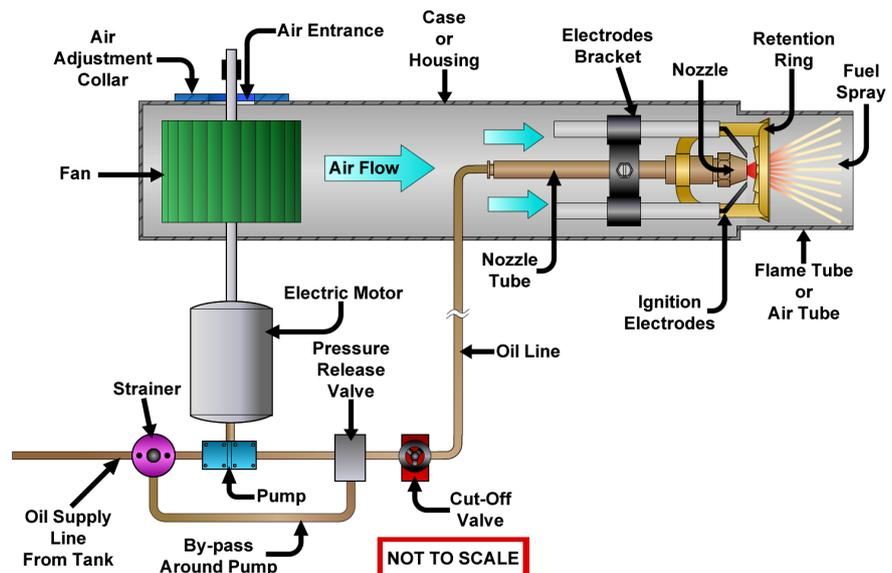 Air
Adjustment
Collar
Air Entrance
Case
or
Housing
Electrodes
Bracket
Nozzle
Retention
Ring
Fuel
Spray
Fan
Air Flow
Nozzle
Tube
Ignition
Electrodes
Flame Tube
or
Air Tube
Electric Motor
Pressure
Release
Valve
Oil Line
Strainer
Pump
Cut-Off
Valve
Oil Supply
Line
From Tank
By-pass
Around Pump
NOT TO SCALE